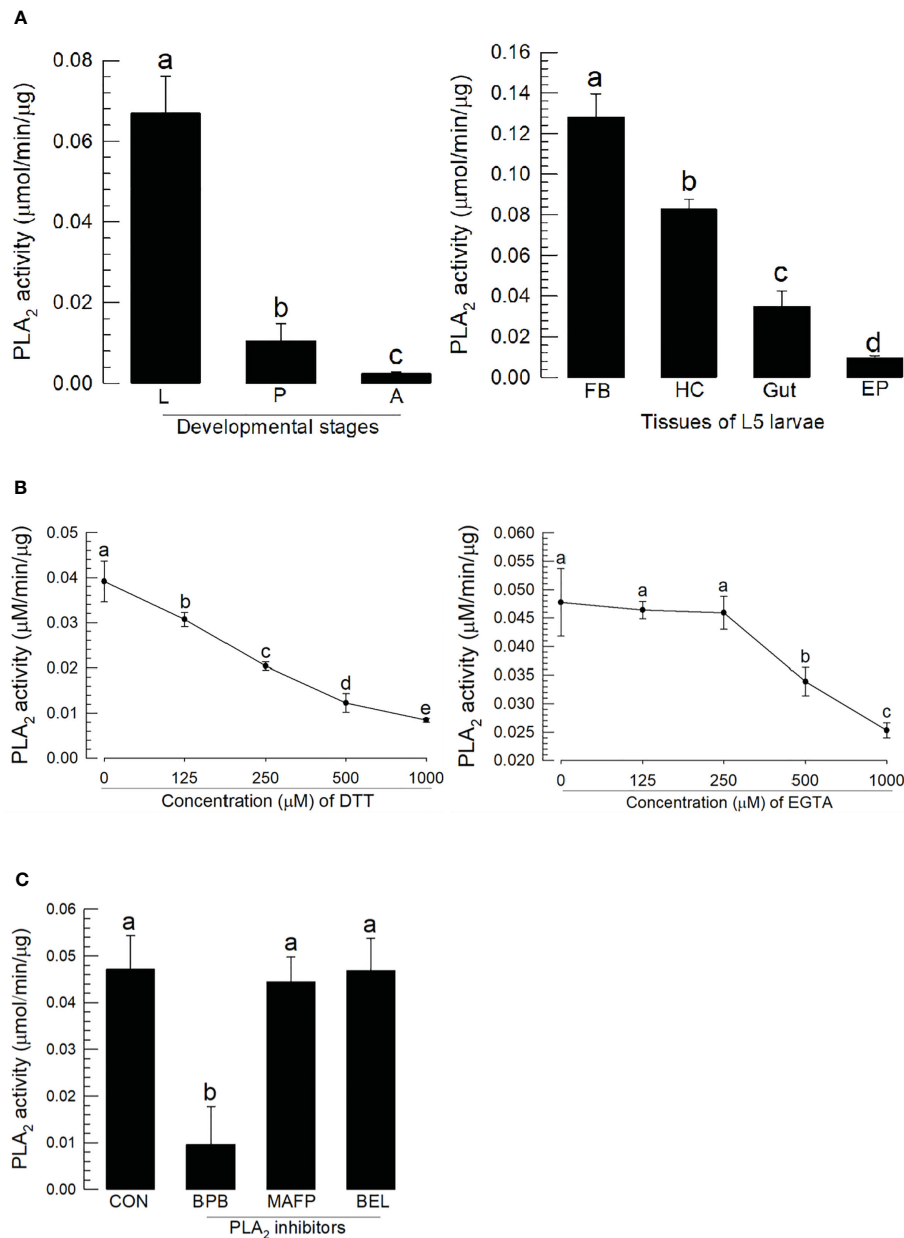 A
PLA₂ activity (μmol/min/μg)
0.08
0.06
0.04
0.02
0.00
a
b
c
L P A
Developmental stages
PLA₂ activity (μmol/min/μg)
0.16
0.14
0.12
0.10
0.08
0.06
0.04
0.02
0.00
a
b
c
d
FB HC Gut EP
Tissues of L5 larvae
B
PLA₂ activity (μM/min/μg)
0.05
0.04
0.03
0.02
0.01
0.00
a
b
c
d
e
0 125 250 500 1000
Concentration (μM) of DTT
PLA₂ activity (μM/min/μg)
0.060
0.055
0.050
0.045
0.040
0.035
0.030
0.025
0.020
a
a
a
b
c
0 125 250 500 1000
Concentration (μM) of EGTA
C
PLA₂ activity (μmol/min/μg)
0.06
0.05
0.04
0.03
0.02
0.01
0.00
a
b
a
a
CON BPB MAFP BEL
PLA₂ inhibitors